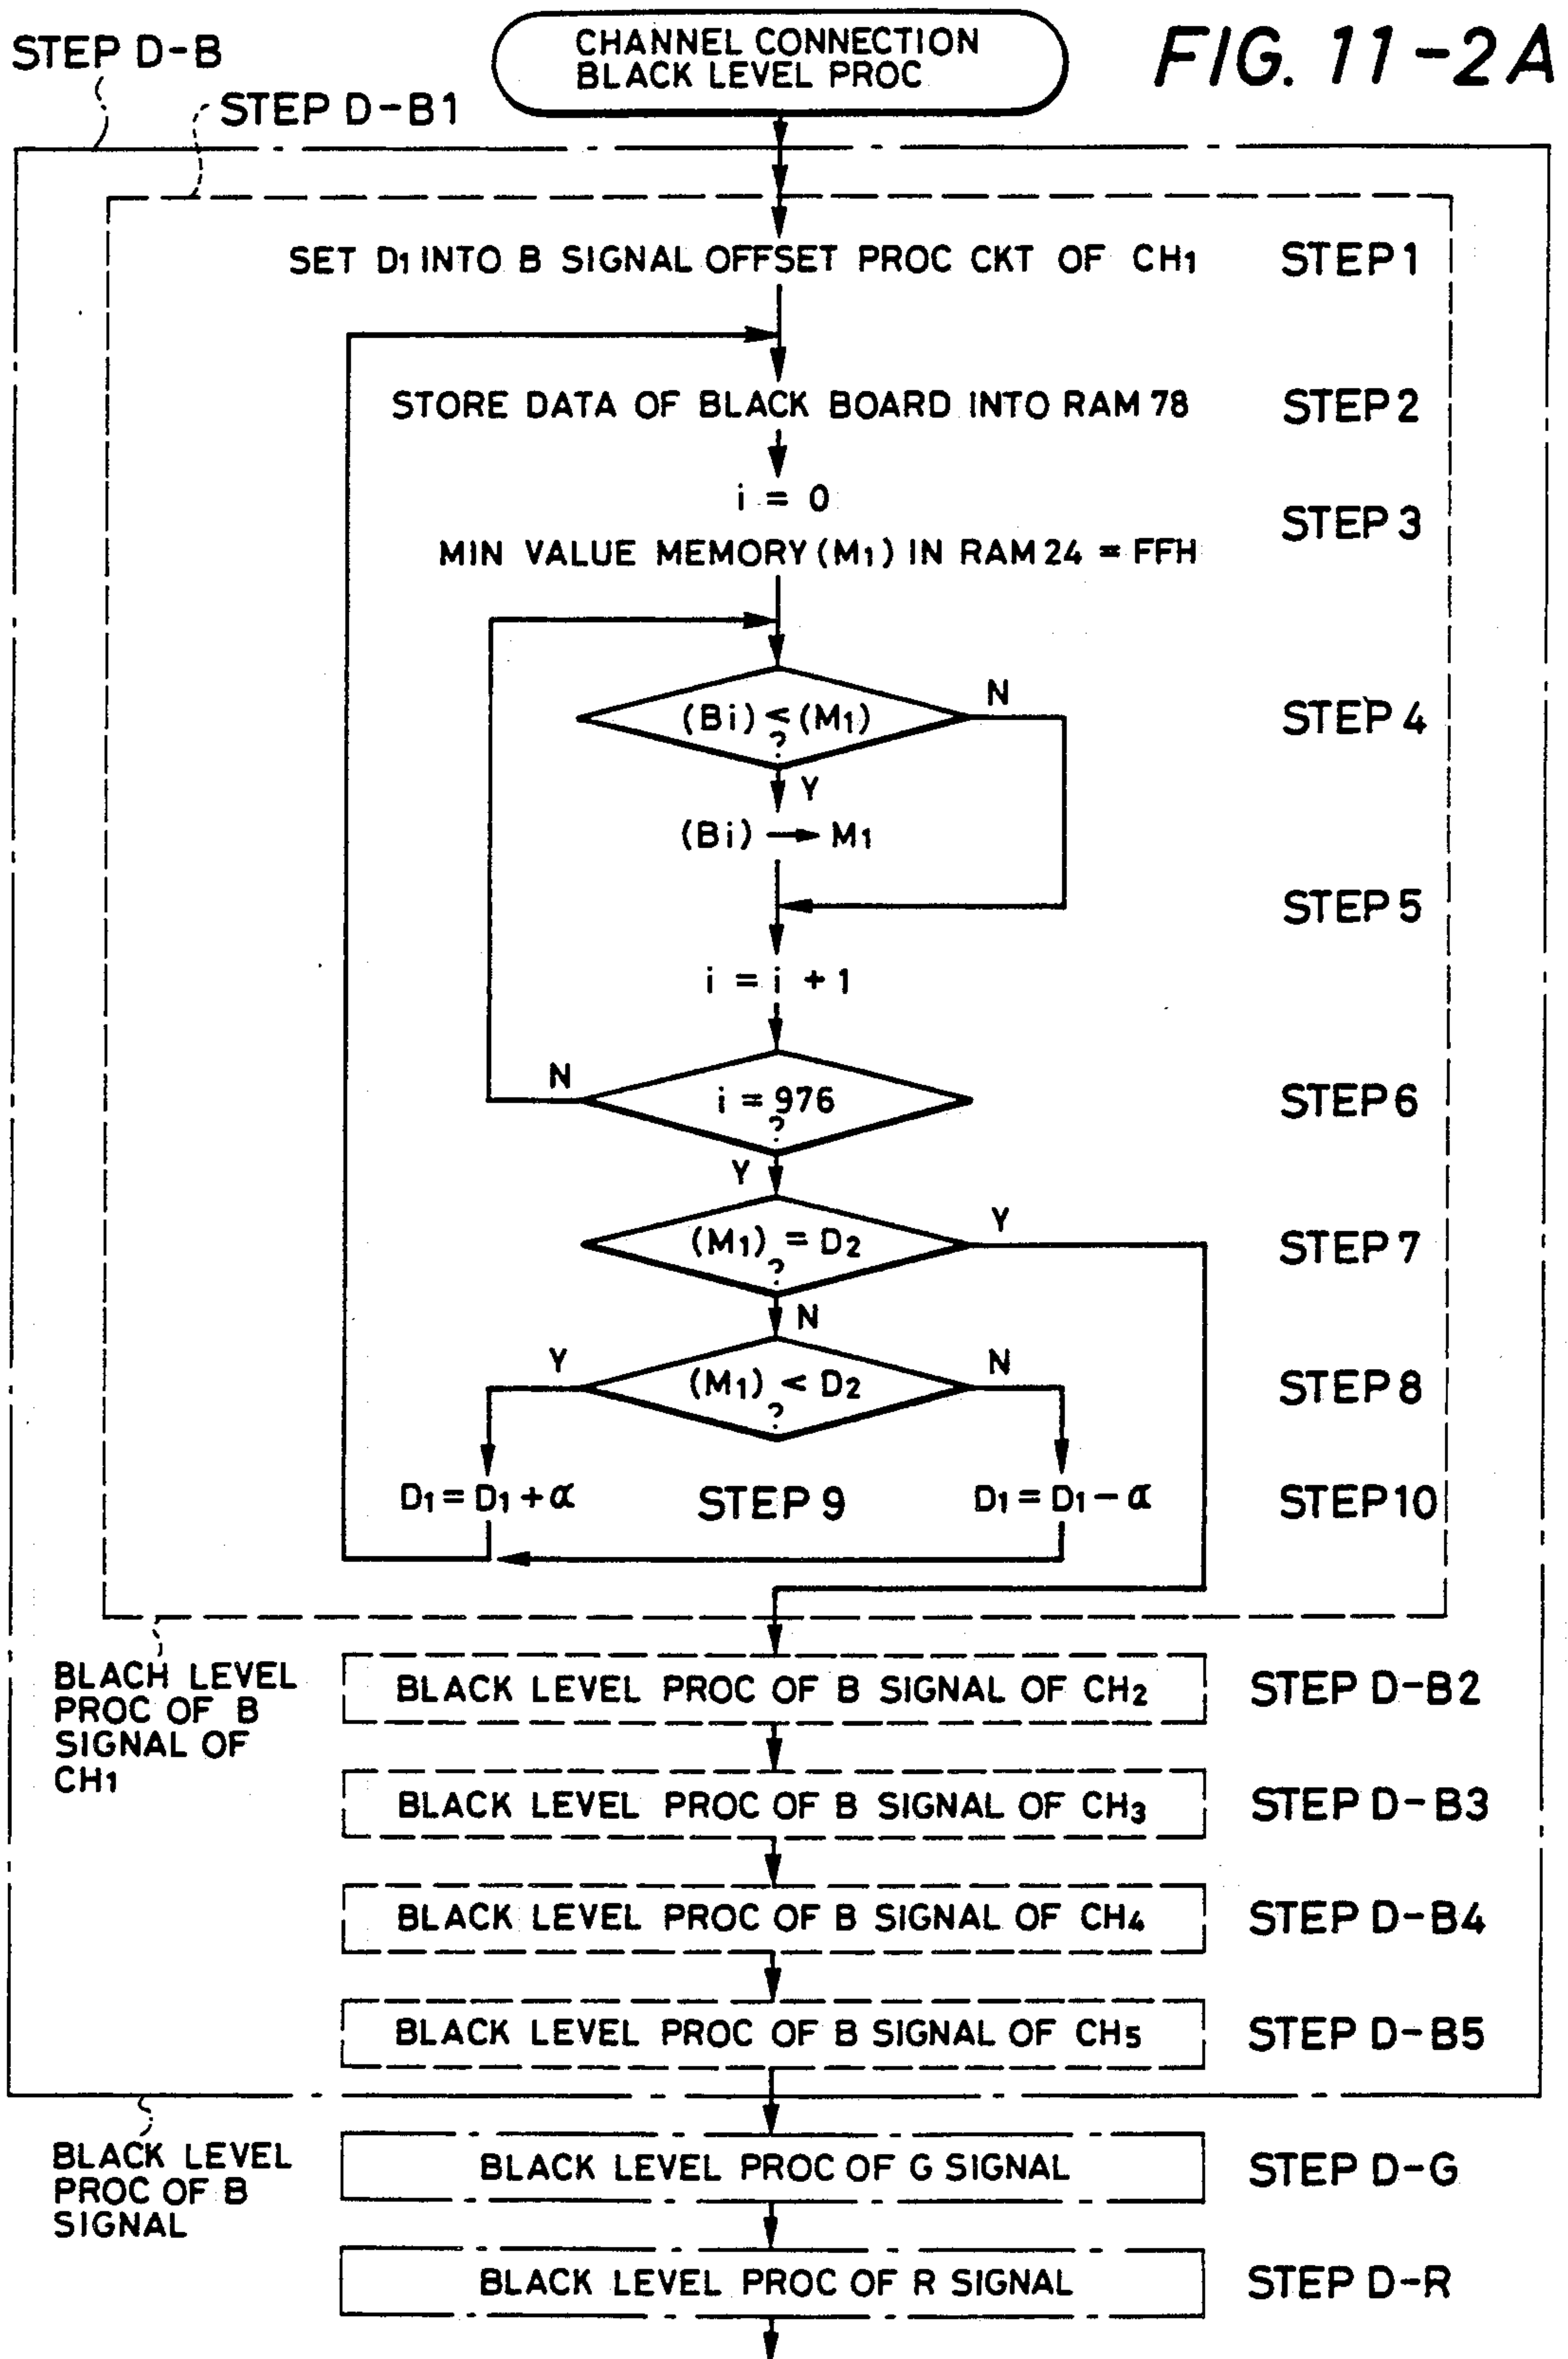 STEP D-B
CHANNEL CONNECTION
BLACK LEVEL PROC
FIG. 11-2A
STEP D-B1
SET D1 INTO B SIGNAL OFFSET PROC CKT OF CH1
STEP 1
STORE DATA OF BLACK BOARD INTO RAM 78
STEP 2
i = 0
STEP 3
MIN VALUE MEMORY (M1) IN RAM 24 = FFH
N
(Bi) < (M1)
?
STEP 4
Y
(Bi) → M1
STEP 5
i = i + 1
N
i = 976
?
STEP 6
Y
(M1) = D2
?
Y
STEP 7
N
Y
(M1) < D2
?
N
STEP 8
D1 = D1 + α
STEP 9
D1 = D1 - α
STEP 10
BLACH LEVEL
PROC OF B
SIGNAL OF
CH1
BLACK LEVEL PROC OF B SIGNAL OF CH2
STEP D-B2
BLACK LEVEL PROC OF B SIGNAL OF CH3
STEP D-B3
BLACK LEVEL PROC OF B SIGNAL OF CH4
STEP D-B4
BLACK LEVEL PROC OF B SIGNAL OF CH5
STEP D-B5
BLACK LEVEL
PROC OF B
SIGNAL
BLACK LEVEL PROC OF G SIGNAL
STEP D-G
BLACK LEVEL PROC OF R SIGNAL
STEP D-R